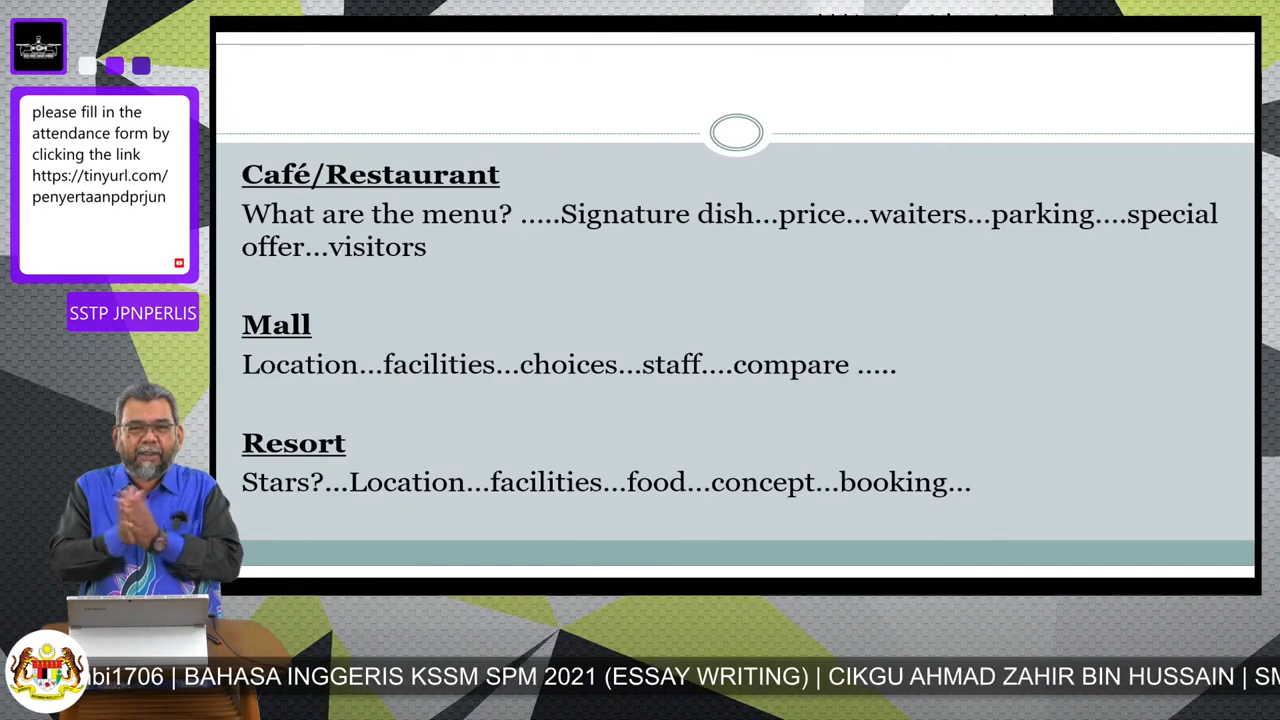 please fill in the
attendance form by
clicking the link
https://tinyurl.com/
penyertaanpdprjun
SSTP JPNPERLIS
Café/Restaurant
What are the menu? .....Signature dish...price...waiters...parking....special
offer...visitors
Mall
Location...facilities...choices...staff....compare .....
Resort
Stars?...Location...facilities...food...concept...booking...
bi1706 | BAHASA INGGERIS KSSM SPM 2021 (ESSAY WRITING) | CIKGU AHMAD ZAHIR BIN HUSSAIN | SM